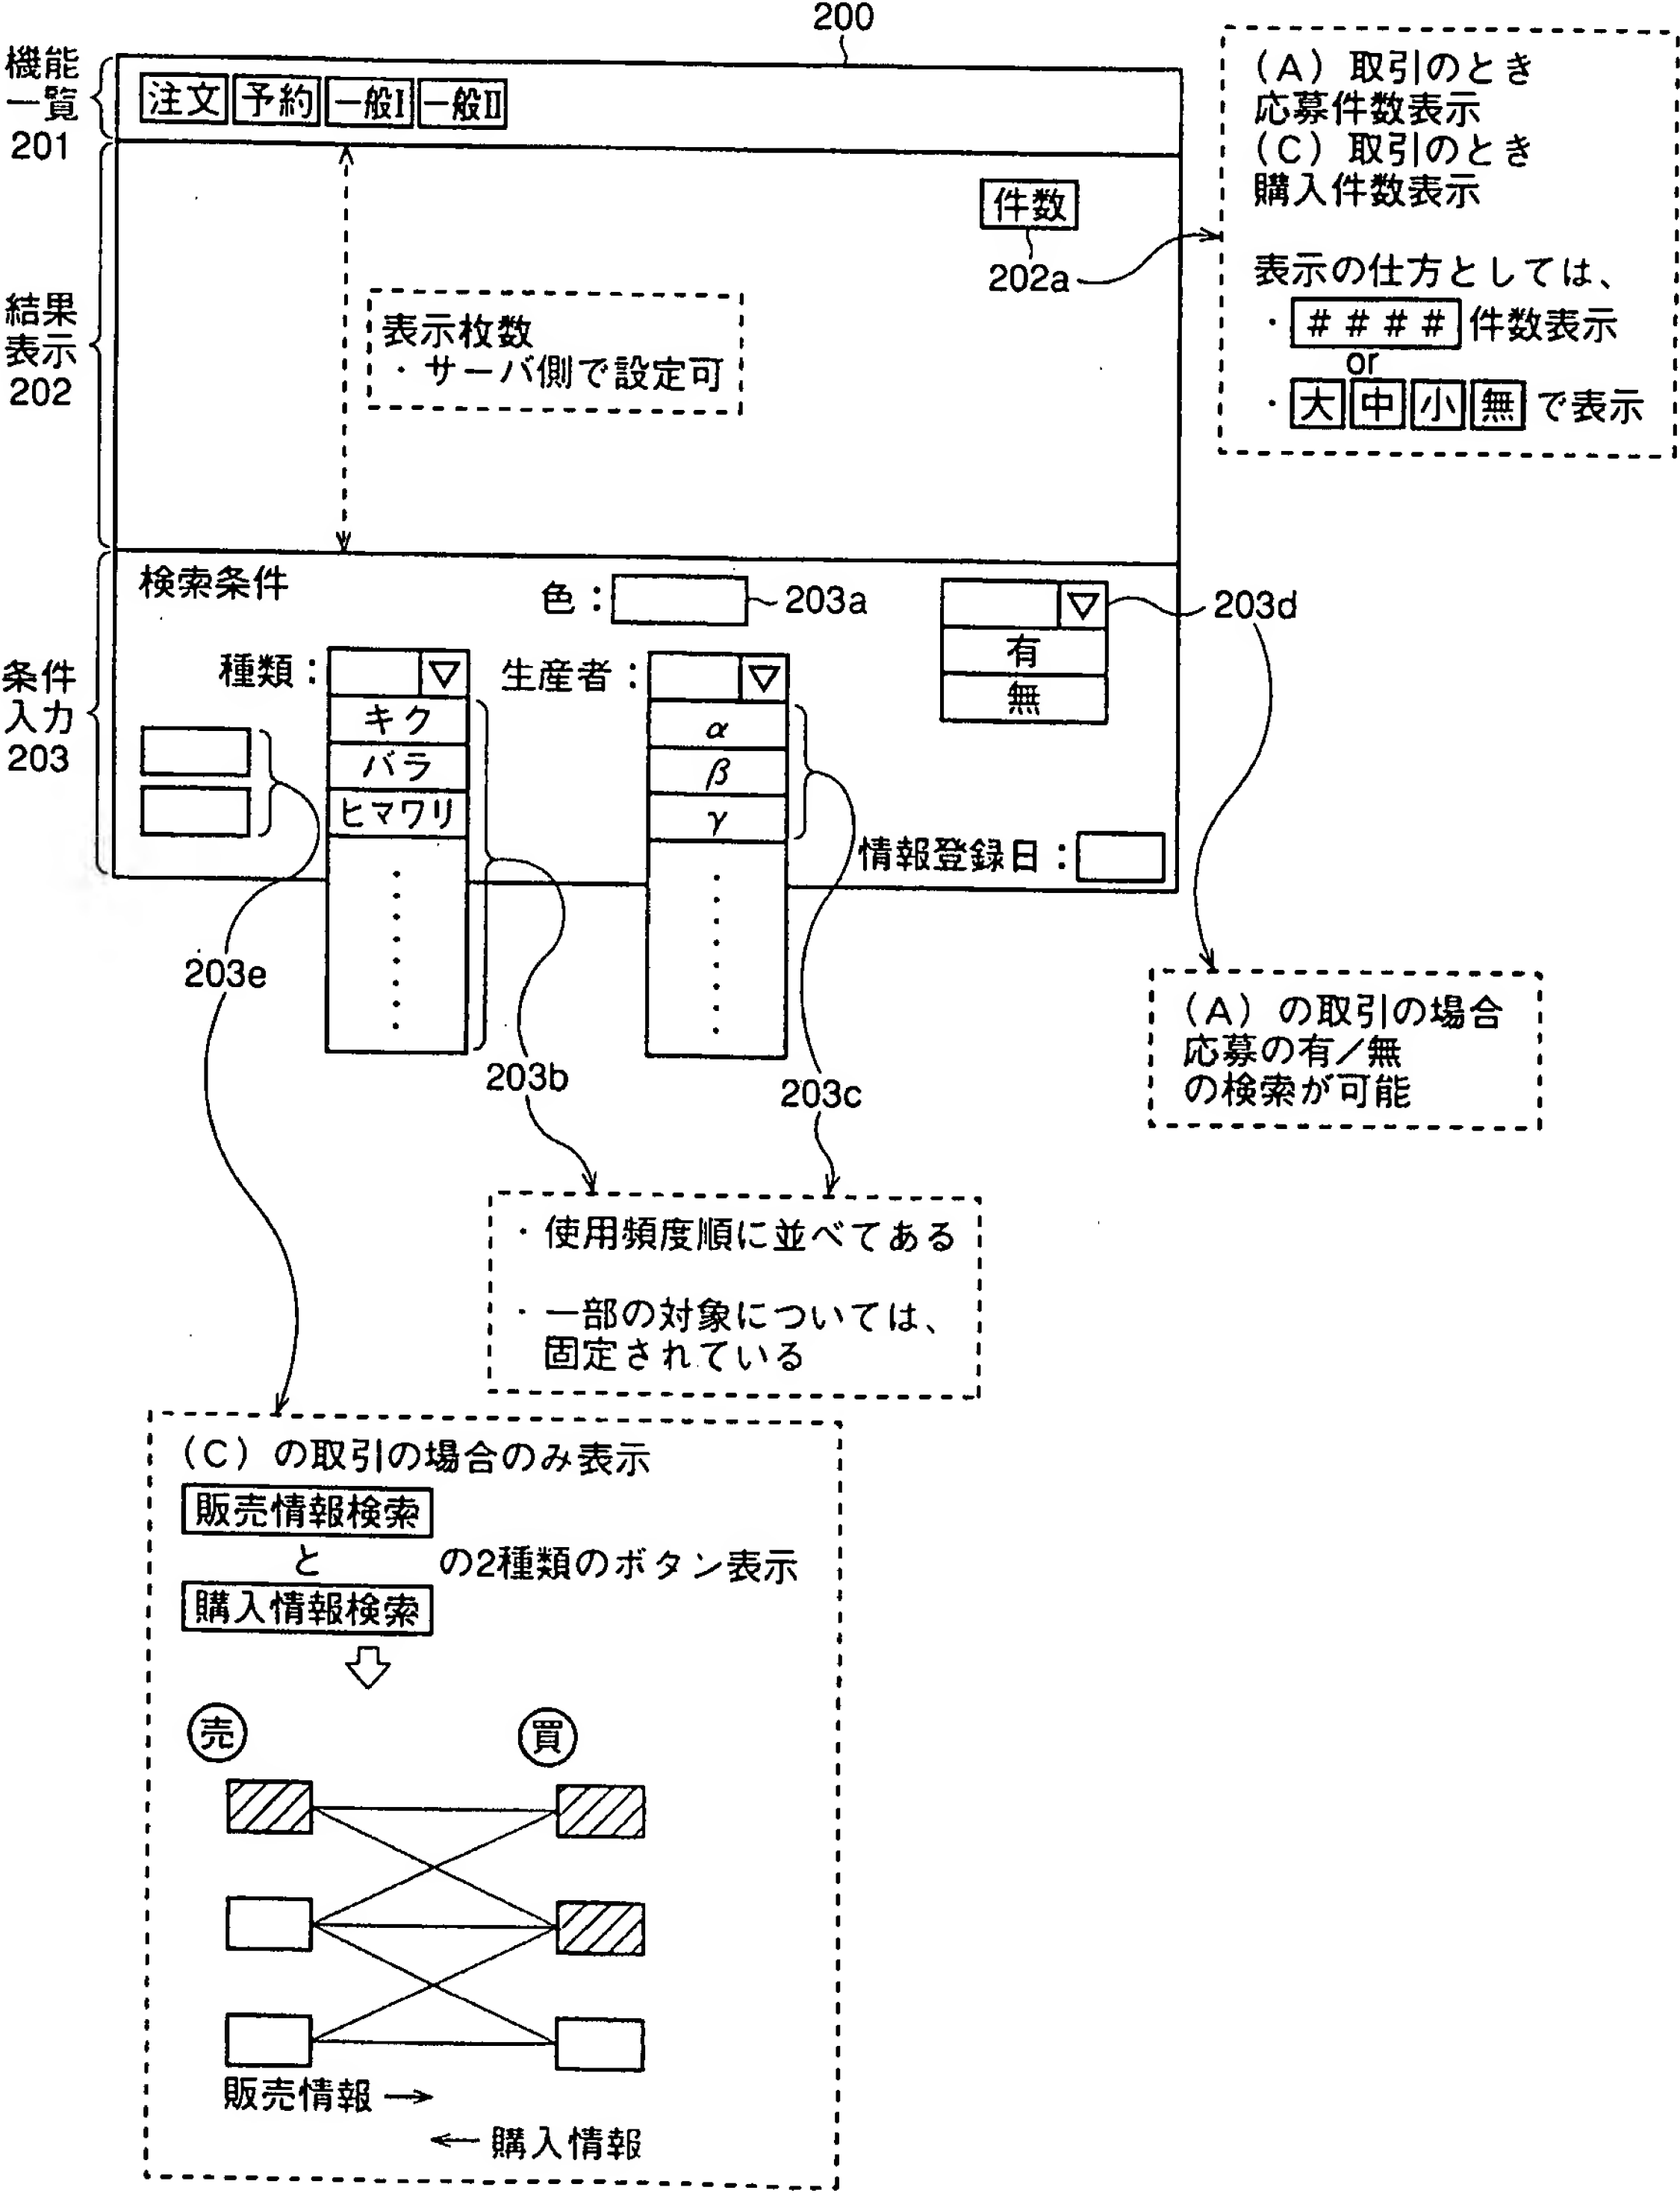 200
機能
一覧
201
注文 予約 一般I 一般II
件数
202a
(A)取引のとき
応募件数表示
(C)取引のとき
購入件数表示
表示の仕方としては、
・####件数表示
or
・大 中 小 無 で表示
結果
表示
202
表示枚数
・サーバ側で設定可
条件
入力
203
検索条件
色：
203a
203d
有
無
種類：
キク
バラ
ヒマワリ
生産者：
α
β
γ
情報登録日：
203e
203b
203c
(A)の取引の場合
応募の有／無
の検索が可能
・使用頻度順に並べてある
・一部の対象については、
固定されている
(C)の取引の場合のみ表示
販売情報検索
と の2種類のボタン表示
購入情報検索
売 買
販売情報→
←購入情報